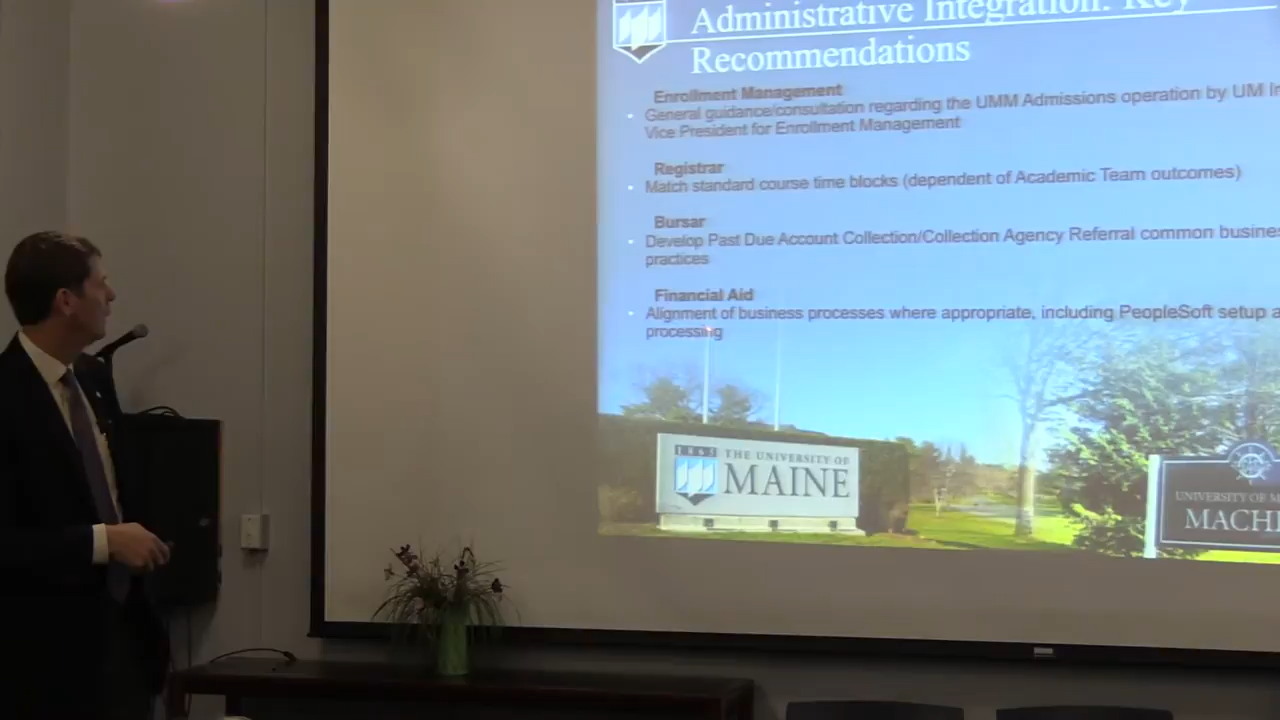 Administrative Integration: Key
Recommendations
Enrollment Management
General guidance/consultation regarding the UMM Admissions operation by UM
Vice President for Enrollment Management
Registrar
Match standard course time blocks (dependent of Academic Team outcomes)
Bursar
Develop Past Due Account Collection/Collection Agency Referral common
practices
Financial Aid
Alignment of business processes where appropriate, including PeopleSoft setup
processing
1865
THE UNIVERSITY OF
MAINE
UNIVERSITY OF